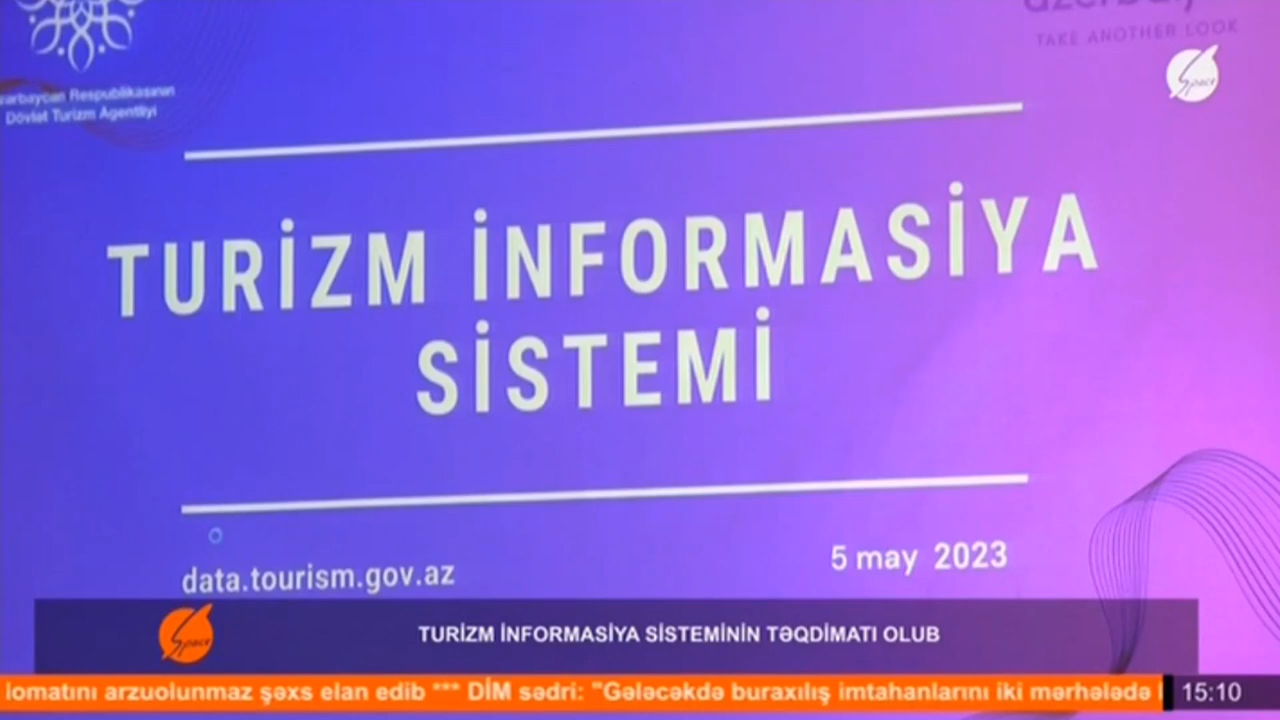 TAKE ANOTHER LOOK
Space
Respublikasının
Dövlət Turizm Agentliyi
TURİZM İNFORMASİYA
SİSTEMİ
data.tourism.gov.az
5 may 2023
Space
TURİZM İNFORMASİYA SİSTEMİNİN TƏQDİMATI OLUB
arzuolunmaz şəxs elan edib *** DİM sədri: "Gələcəkdə buraxılış imtahanlarını iki mərhələdə
15:10